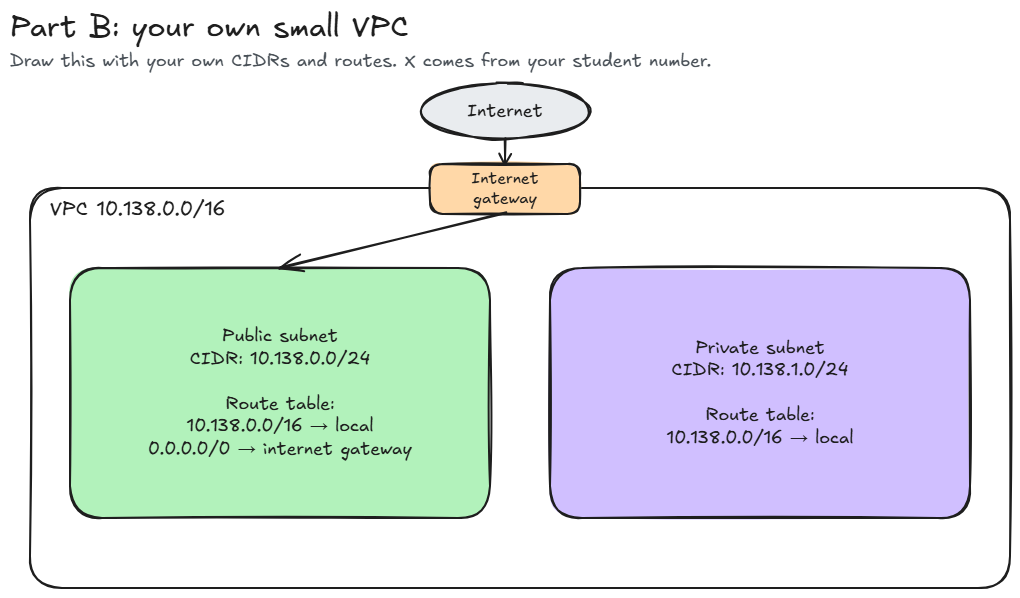 Part B: your own small VPC
Draw this with your own CIDRs and routes. X comes from your student number.
Internet
Internet
gateway
VPC 10.138.0.0/16
Public subnet
CIDR: 10.138.0.0/24
Route table:
10.138.0.0/16 → local
0.0.0.0/0 → internet gateway
Private subnet
CIDR: 10.138.1.0/24
Route table:
10.138.0.0/16 → local